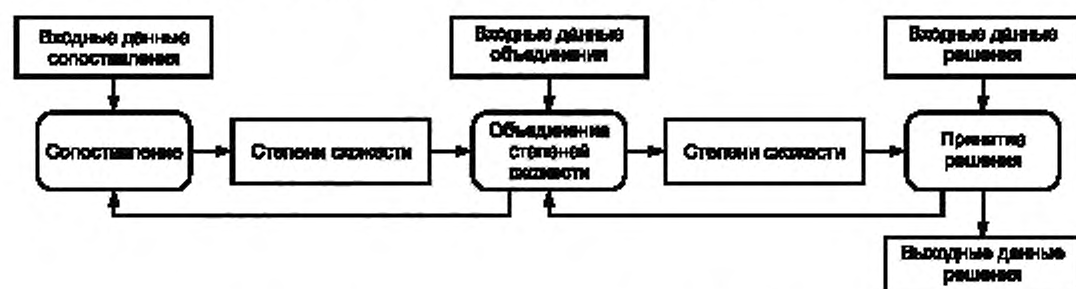 Входные данные
сопоставления
Входные данные
объединения
Входные данные
решения
Сопоставление
Степени схожести
Объединение
степеней
схожести
Степени схожести
Принятие
решения
Выходные данные
решения